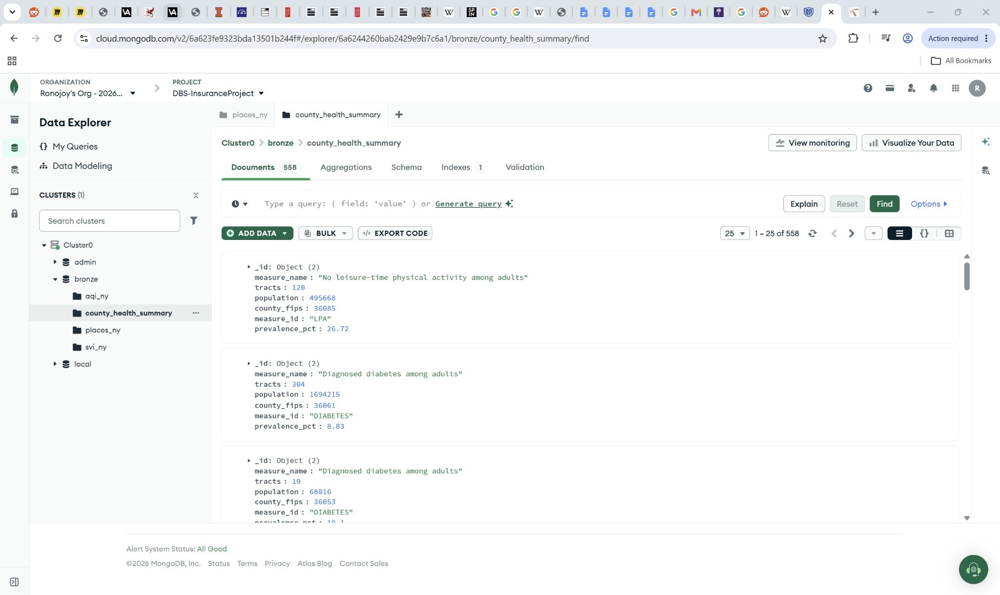 cloud.mongodb.com/v2/6a623fe9323bda13501b244f#/explorer/6a6244260bab2429e9b7c6a1/bronze/county_health_summary/find
Action required
All Bookmarks
ORGANIZATION
Ronojoy's Org - 2026...
PROJECT
DBS-InsuranceProject
R
Data Explorer
My Queries
Data Modeling
CLUSTERS (1)
Search clusters
Cluster0
admin
bronze
aqi_ny
county_health_summary
places_ny
svi_ny
local
places_ny
county_health_summary
Cluster0 > bronze > county_health_summary
View monitoring
Visualize Your Data
Documents 558
Aggregations
Schema
Indexes 1
Validation
Type a query: { field: 'value' } or Generate query
Explain
Reset
Find
Options
ADD DATA
BULK
EXPORT CODE
25
1 – 25 of 558
_id: Object (2)
measure_name : "No leisure-time physical activity among adults"
tracts : 120
population : 495668
county_fips : 36085
measure_id : "LPA"
prevalence_pct : 26.72
_id: Object (2)
measure_name : "Diagnosed diabetes among adults"
tracts : 304
population : 1694215
county_fips : 36061
measure_id : "DIABETES"
prevalence_pct : 8.83
_id: Object (2)
measure_name : "Diagnosed diabetes among adults"
tracts : 19
population : 68016
county_fips : 36053
measure_id : "DIABETES"
prevalence_pct : 10.1
Alert System Status: All Good
©2026 MongoDB, Inc. Status Terms Privacy Atlas Blog Contact Sales